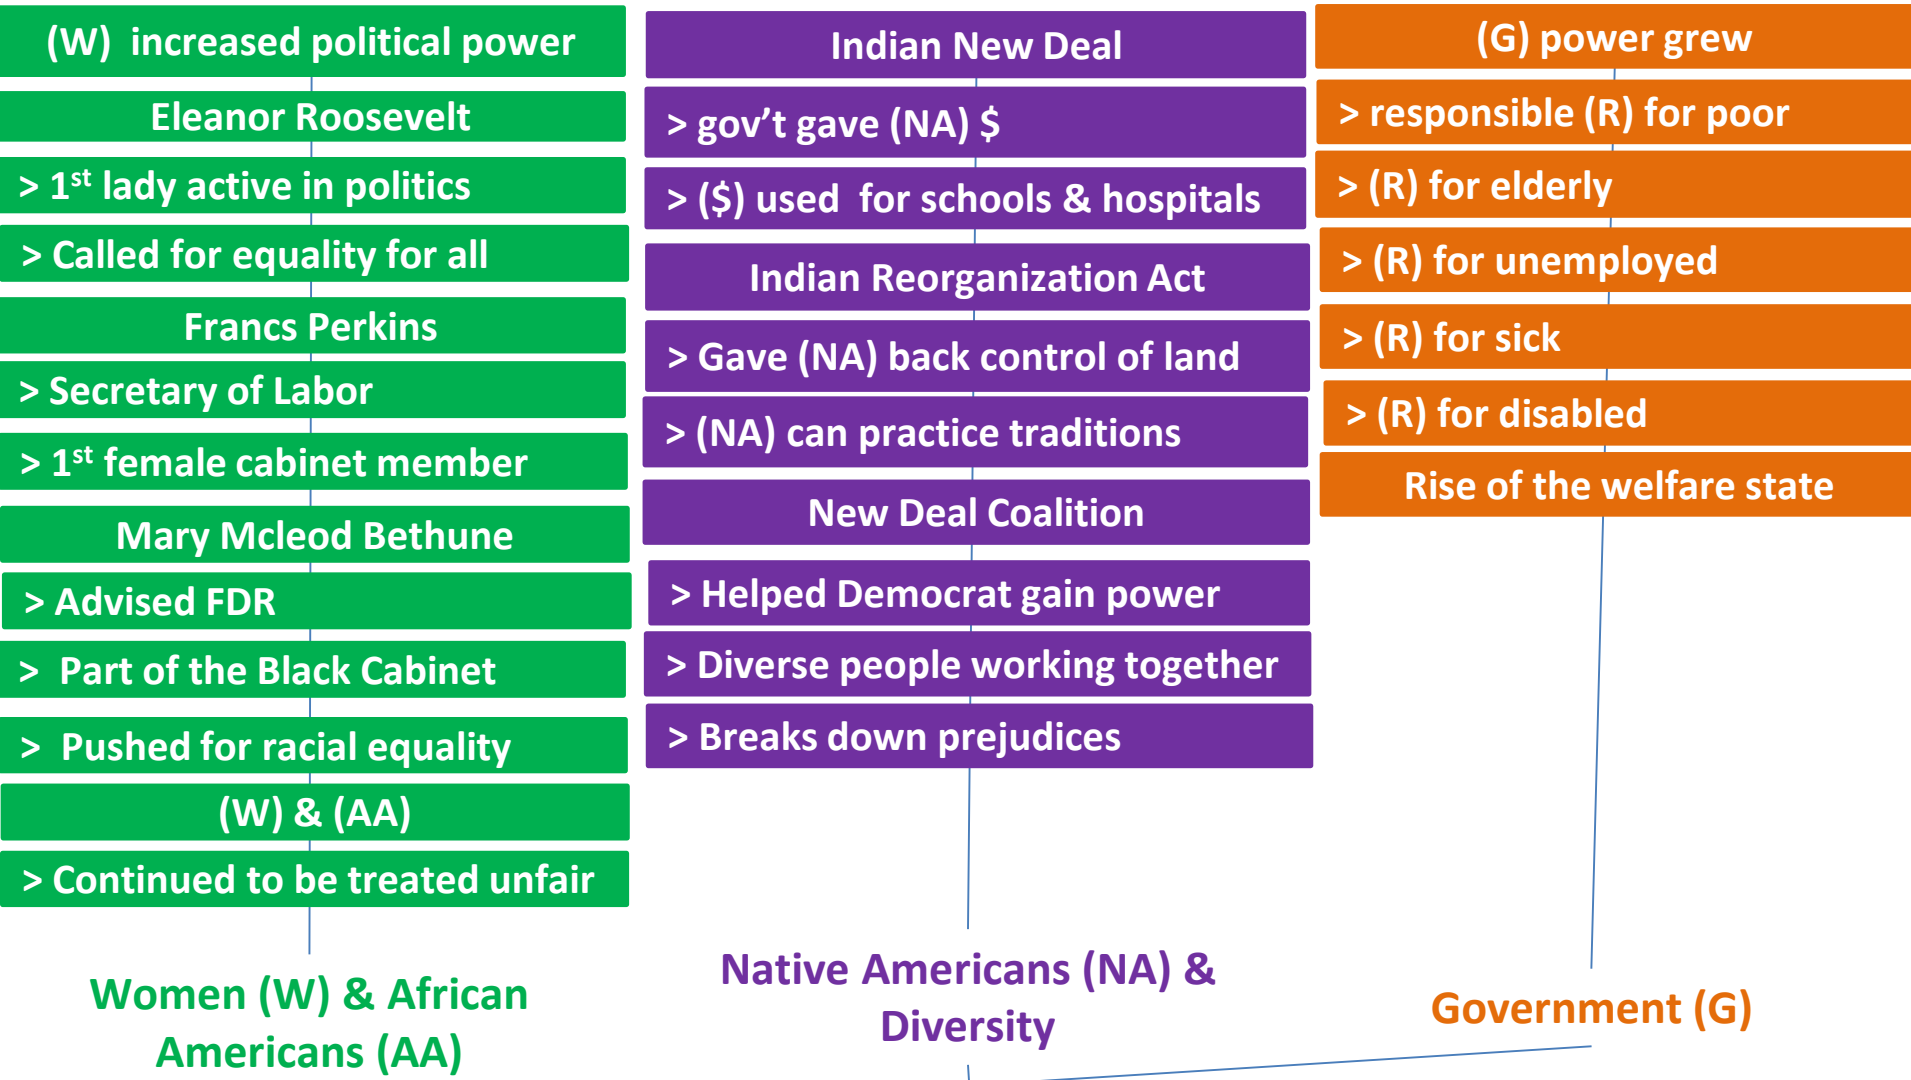 (W) increased political power
Eleanor Roosevelt
> 1st lady active in politics
> Called for equality for all
Francs Perkins
> Secretary of Labor
> 1st female cabinet member
Mary Mcleod Bethune
> Advised FDR
> Part of the Black Cabinet
> Pushed for racial equality
(W) & (AA)
> Continued to be treated unfair
Women (W) & African
Americans (AA)
Indian New Deal
> gov't gave (NA) $
> ($) used for schools & hospitals
Indian Reorganization Act
> Gave (NA) back control of land
> (NA) can practice traditions
New Deal Coalition
> Helped Democrat gain power
> Diverse people working together
> Breaks down prejudices
Native Americans (NA) &
Diversity
(G) power grew
> responsible (R) for poor
> (R) for elderly
> (R) for unemployed
> (R) for sick
> (R) for disabled
Rise of the welfare state
Government (G)